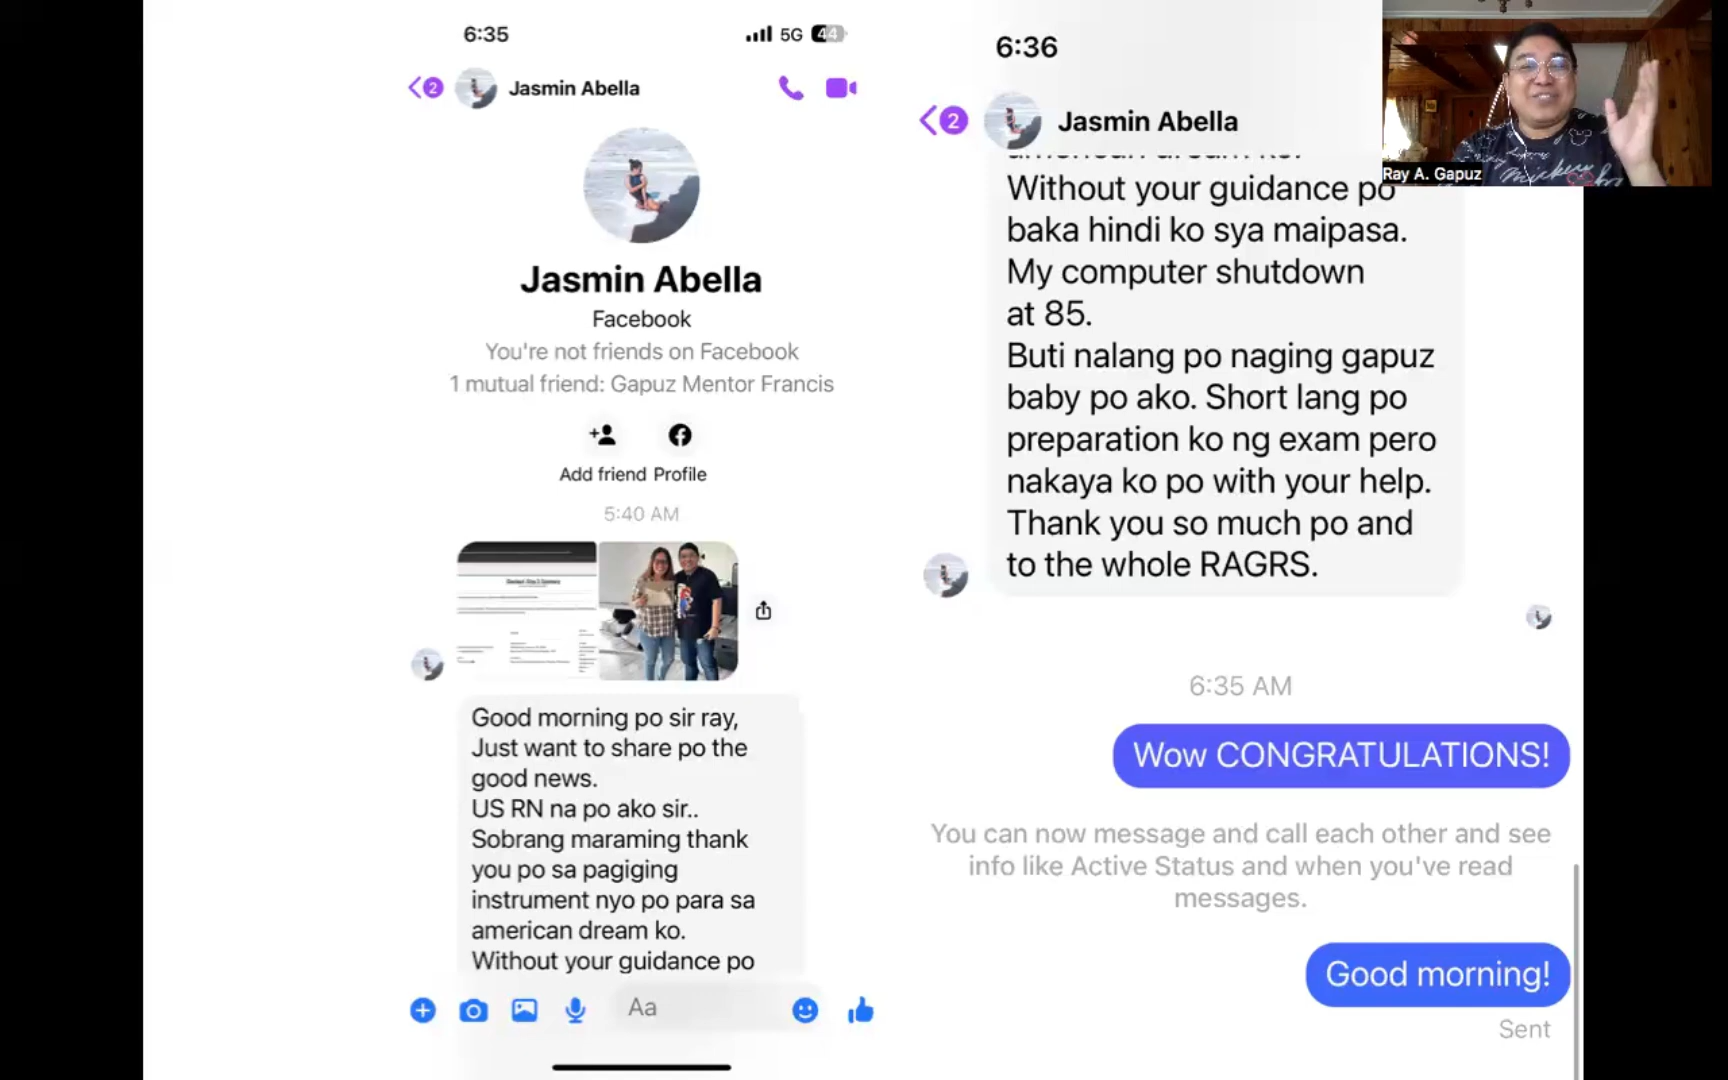 6:35
5G
44
2
Jasmin Abella
Jasmin Abella
Facebook
You're not friends on Facebook
1 mutual friend: Gapuz Mentor Francis
Add friend
Profile
5:40 AM
Good morning po sir ray,
Just want to share po the
good news.
US RN na po ako sir..
Sobrang maraming thank
you po sa pagiging
instrument nyo po para sa
american dream ko.
Without your guidance po
Aa
6:36
2
Jasmin Abella
american dream ko.
Without your guidance po
baka hindi ko sya maipasa.
My computer shutdown
at 85.
Buti nalang po naging gapuz
baby po ako. Short lang po
preparation ko ng exam pero
nakaya ko po with your help.
Thank you so much po and
to the whole RAGRS.
6:35 AM
Wow CONGRATULATIONS!
You can now message and call each other and see
info like Active Status and when you've read
messages.
Good morning!
Sent
Ray A. Gapuz